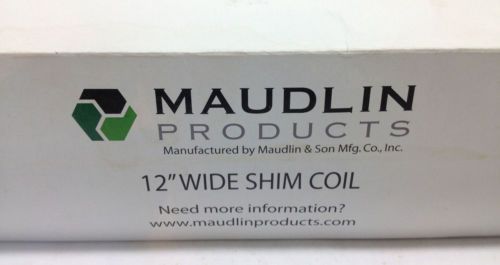 MAUDLIN
PRODUCTS
Manufactured by Maudlin & Son Mfg. Co., Inc.
12” WIDE SHIM COIL
Need more information?
www.maudlinproducts.com